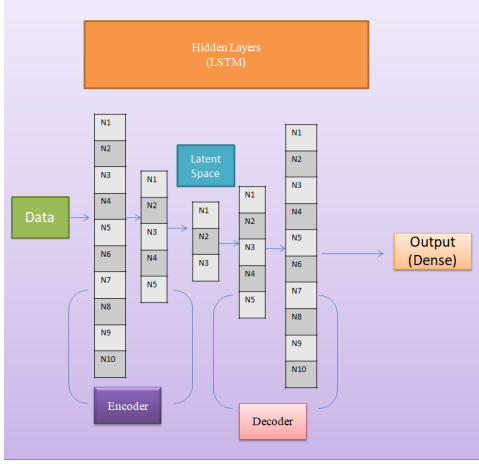 Hidden Layers
(LSTM)
Data
N1
N2
N3
N4
N5
N6
N7
N8
N9
N10
N1
N2
N3
N4
N5
Latent
Space
N1
N2
N3
N1
N2
N3
N4
N5
N1
N2
N3
N4
N5
N6
N7
N8
N9
N10
Output
(Dense)
Encoder
Decoder